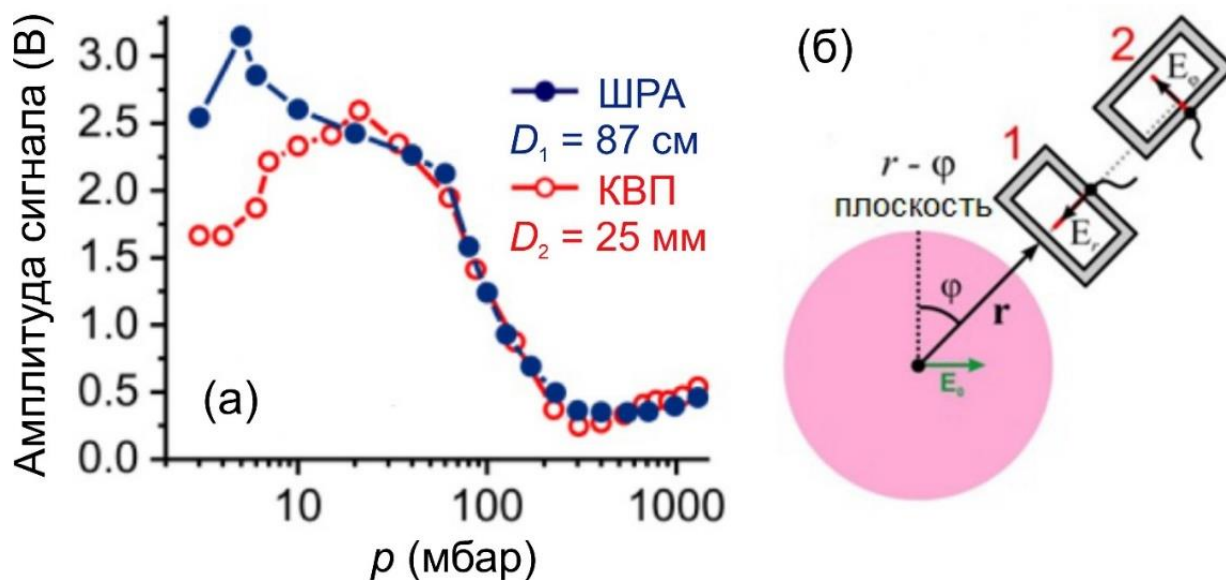 Амплитуда сигнала (В)
3.0
2.5
2.0
1.5
1.0
0.5
0.0
ШРА
D₁ = 87 см
КВП
D₂ = 25 мм
(а)
10
100
1000
p (мбар)
(б)
2
Eφ
1
r - φ
плоскость
Er
φ
r
E₀